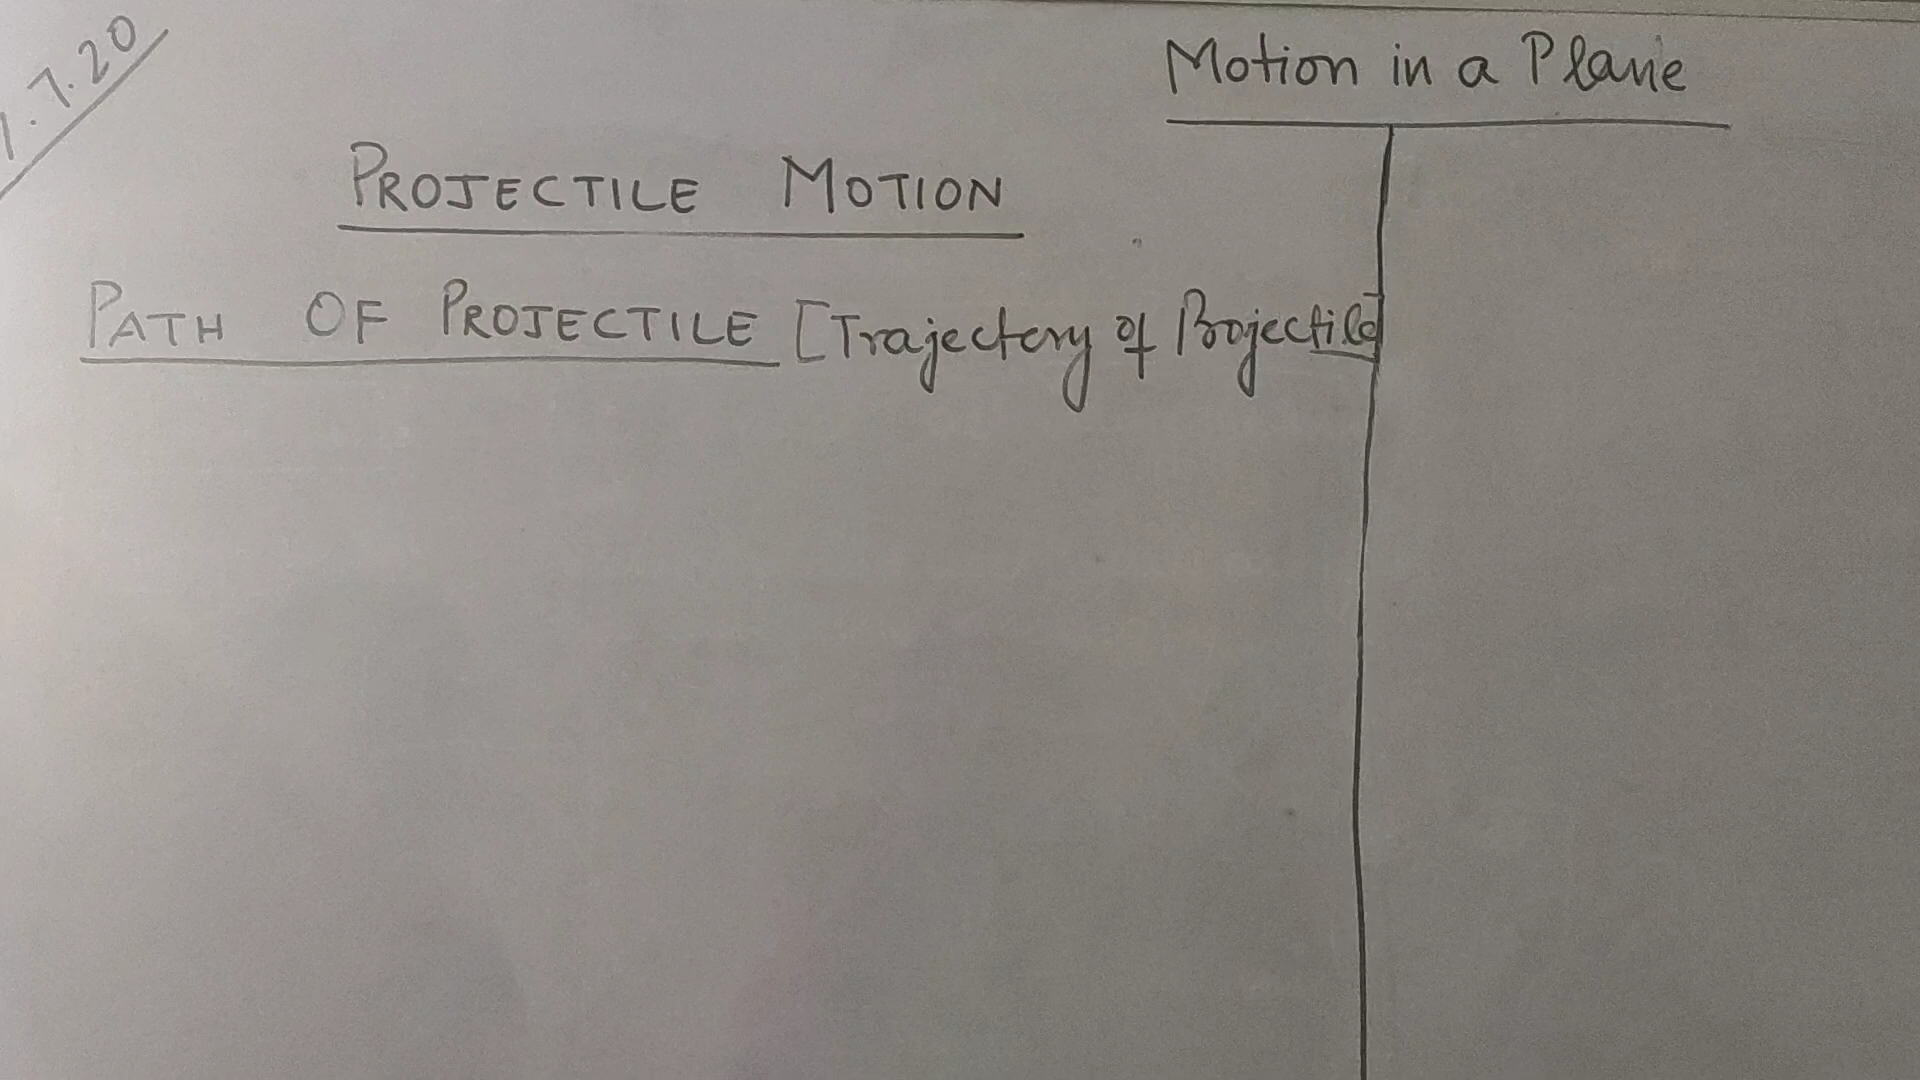 1.7.20
Motion in a Plane
PROJECTILE MOTION
PATH OF PROJECTILE [Trajectory of Projectile]